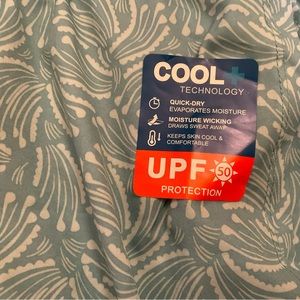 COOL+
TECHNOLOGY
QUICK-DRY
EVAPORATES MOISTURE
MOISTURE WICKING
DRAWS SWEAT AWAY
KEEPS SKIN COOL &
COMFORTABLE
UPF 50
PROTECTION